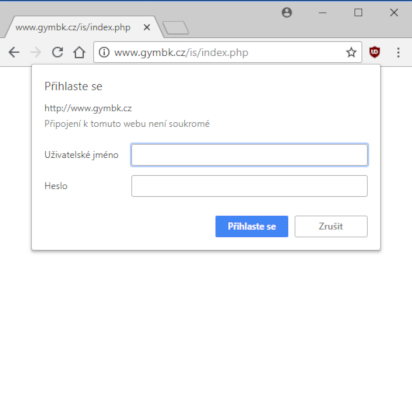 www.gymbk.cz/is/index.php
www.gymbk.cz/is/index.php
Přihlaste se
http://www.gymbk.cz
Připojení k tomuto webu není soukromé
Uživatelské jméno
Heslo
Přihlaste se Zrušit